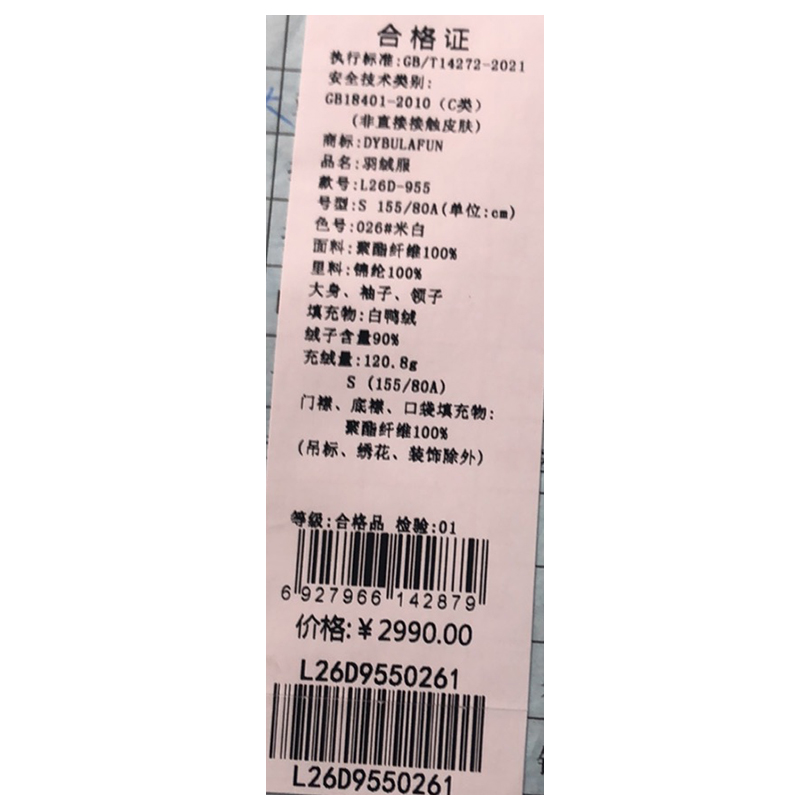 合格证
执行标准:GB/T14272-2021
安全技术类别:
GB18401-2010（C类）
(非直接接触皮肤)
商标:DYBULAFUN
品名:羽绒服
款号:L26D-955
号型:S 155/80A(单位:cm)
色号:026#米白
面料:聚酯纤维100%
里料:锦纶100%
大身、袖子、领子
填充物:白鸭绒
绒子含量90%
充绒量:120.8g
S (155/80A)
门襟、底襟、口袋填充物:
聚酯纤维100%
(吊标、绣花、装饰除外)
等级:合格品 检验:01
6 927966 142879
价格:¥2990.00
L26D9550261
L26D9550261